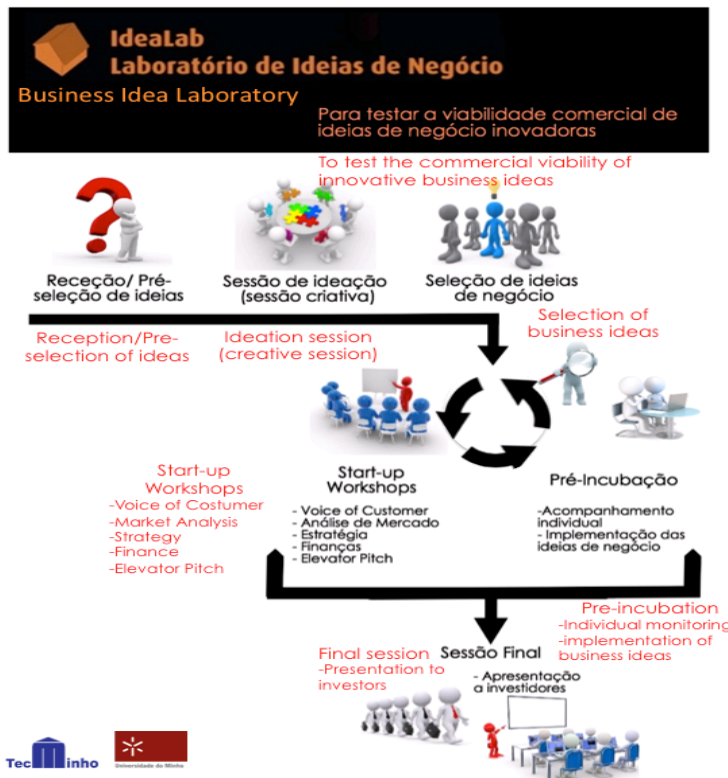 IdeaLab
Laboratório de Ideias de Negócio
Business Idea Laboratory
Para testar a viabilidade comercial de
ideias de negócio inovadoras
To test the commercial viability of
innovative business ideas
Receção/ Pré-
seleção de ideias
Sessão de ideação
(sessão criativa)
Seleção de ideias
de negócio
Reception/Pre-
selection of ideas
Ideation session
(creative session)
Selection of
business ideas
Start-up
Workshops
-Voice of Costumer
-Market Analysis
-Strategy
-Finance
-Elevator Pitch
Start-up
Workshops
- Voice of Customer
- Análise de Mercado
- Estratégia
- Finanças
- Elevator Pitch
Pré-Incubação
-Acompanhamento
individual
- Implementação das
ideias de negócio
Pre-incubation
-Individual monitoring
-implementation of
business ideas
Final session
-Presentation to
investors
Sessão Final
- Apresentação
a investidores
TecMinho
Universidade do Minho